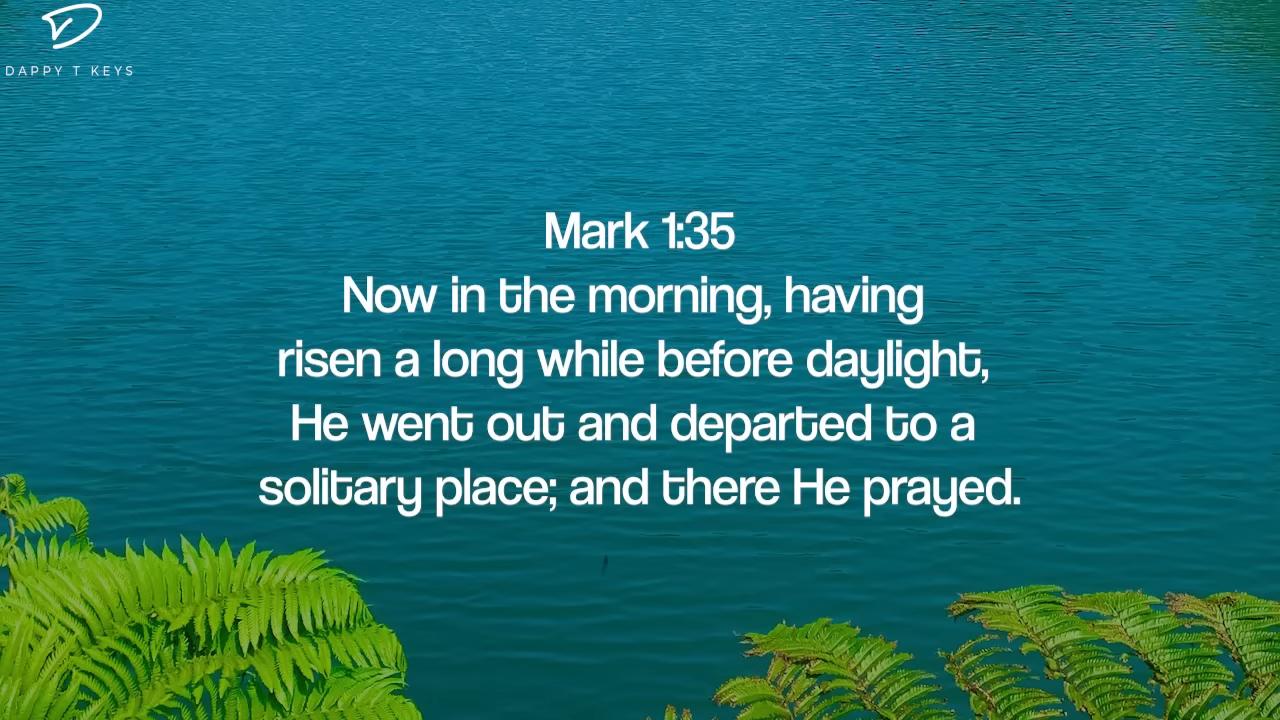 DAPPY T KEYS
Mark 1:35
Now in the morning, having
risen a long while before daylight,
He went out and departed to a
solitary place; and there He prayed.